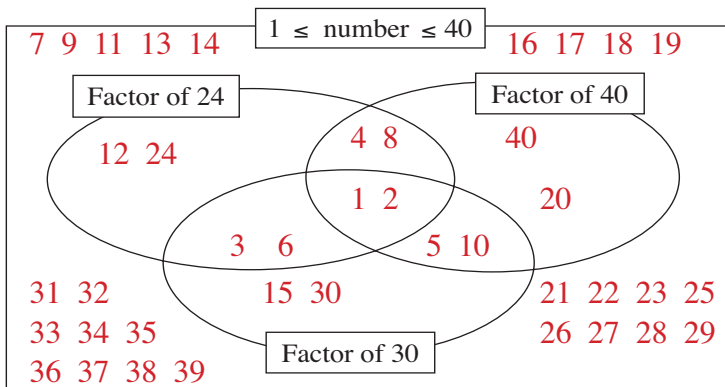 1 ≤ number ≤ 40
7 9 11 13 14
16 17 18 19
Factor of 24
Factor of 40
4 8
40
12 24
1 2
20
3 6
5 10
31 32
15 30
21 22 23 25
33 34 35
26 27 28 29
Factor of 30
36 37 38 39